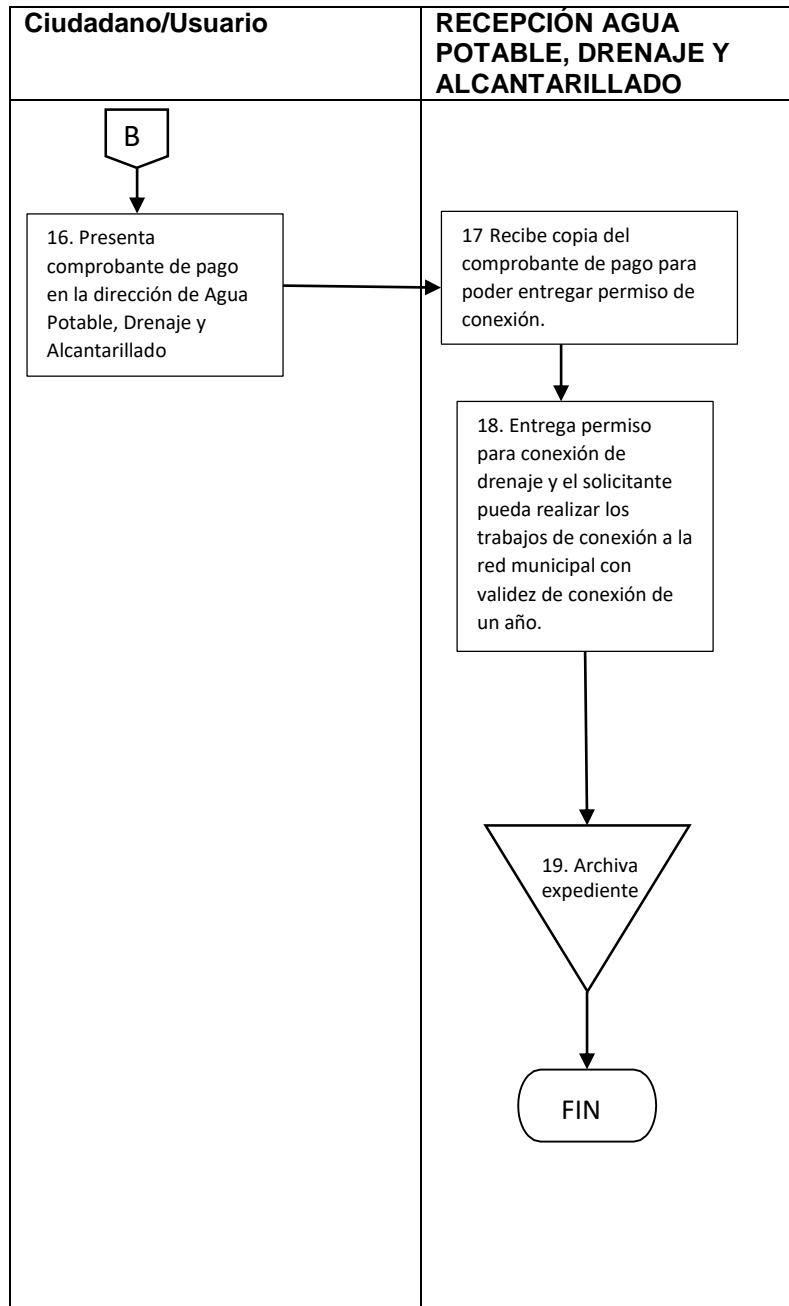 Ciudadano/Usuario
RECEPCIÓN AGUA
POTABLE, DRENAJE Y
ALCANTARILLADO
B
16. Presenta
comprobante de pago
en la dirección de Agua
Potable, Drenaje y
Alcantarillado
17 Recibe copia del
comprobante de pago para
poder entregar permiso de
conexión.
18. Entrega permiso
para conexión de
drenaje y el solicitante
pueda realizar los
trabajos de conexión a la
red municipal con
validez de conexión de
un año.
19. Archiva
expediente
FIN